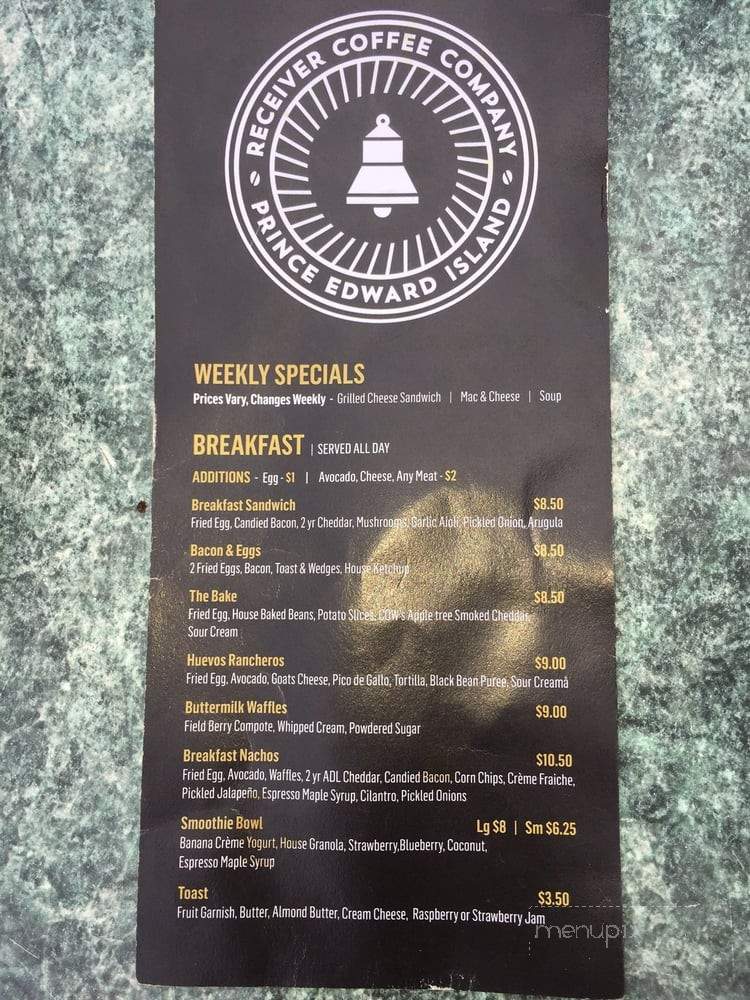 RECEIVER COFFEE COMPANY
PRINCE EDWARD ISLAND
WEEKLY SPECIALS
Prices Vary, Changes Weekly - Grilled Cheese Sandwich | Mac & Cheese | Soup
BREAKFAST | SERVED ALL DAY
ADDITIONS - Egg - $1 | Avocado, Cheese, Any Meat - $2
Breakfast Sandwich $8.50
Fried Egg, Candied Bacon, 2 yr Cheddar, Mushrooms, Garlic Aioli, Pickled Onion, Arugula
Bacon & Eggs $8.50
2 Fried Eggs, Bacon, Toast & Wedges, House Ketchup
The Bake $8.50
Fried Egg, House Baked Beans, Potato Slices, COW's Apple tree Smoked Cheddar,
Sour Cream
Huevos Rancheros $9.00
Fried Egg, Avocado, Goats Cheese, Pico de Gallo, Tortilla, Black Bean Puree, Sour Creamâ
Buttermilk Waffles $9.00
Field Berry Compote, Whipped Cream, Powdered Sugar
Breakfast Nachos $10.50
Fried Egg, Avocado, Waffles, 2 yr ADL Cheddar, Candied Bacon, Corn Chips, Crème Fraiche,
Pickled Jalapeño, Espresso Maple Syrup, Cilantro, Pickled Onions
Smoothie Bowl Lg $8 | Sm $6.25
Banana Crème Yogurt, House Granola, Strawberry,Blueberry, Coconut,
Espresso Maple Syrup
Toast $3.50
Fruit Garnish, Butter, Almond Butter, Cream Cheese, Raspberry or Strawberry Jam